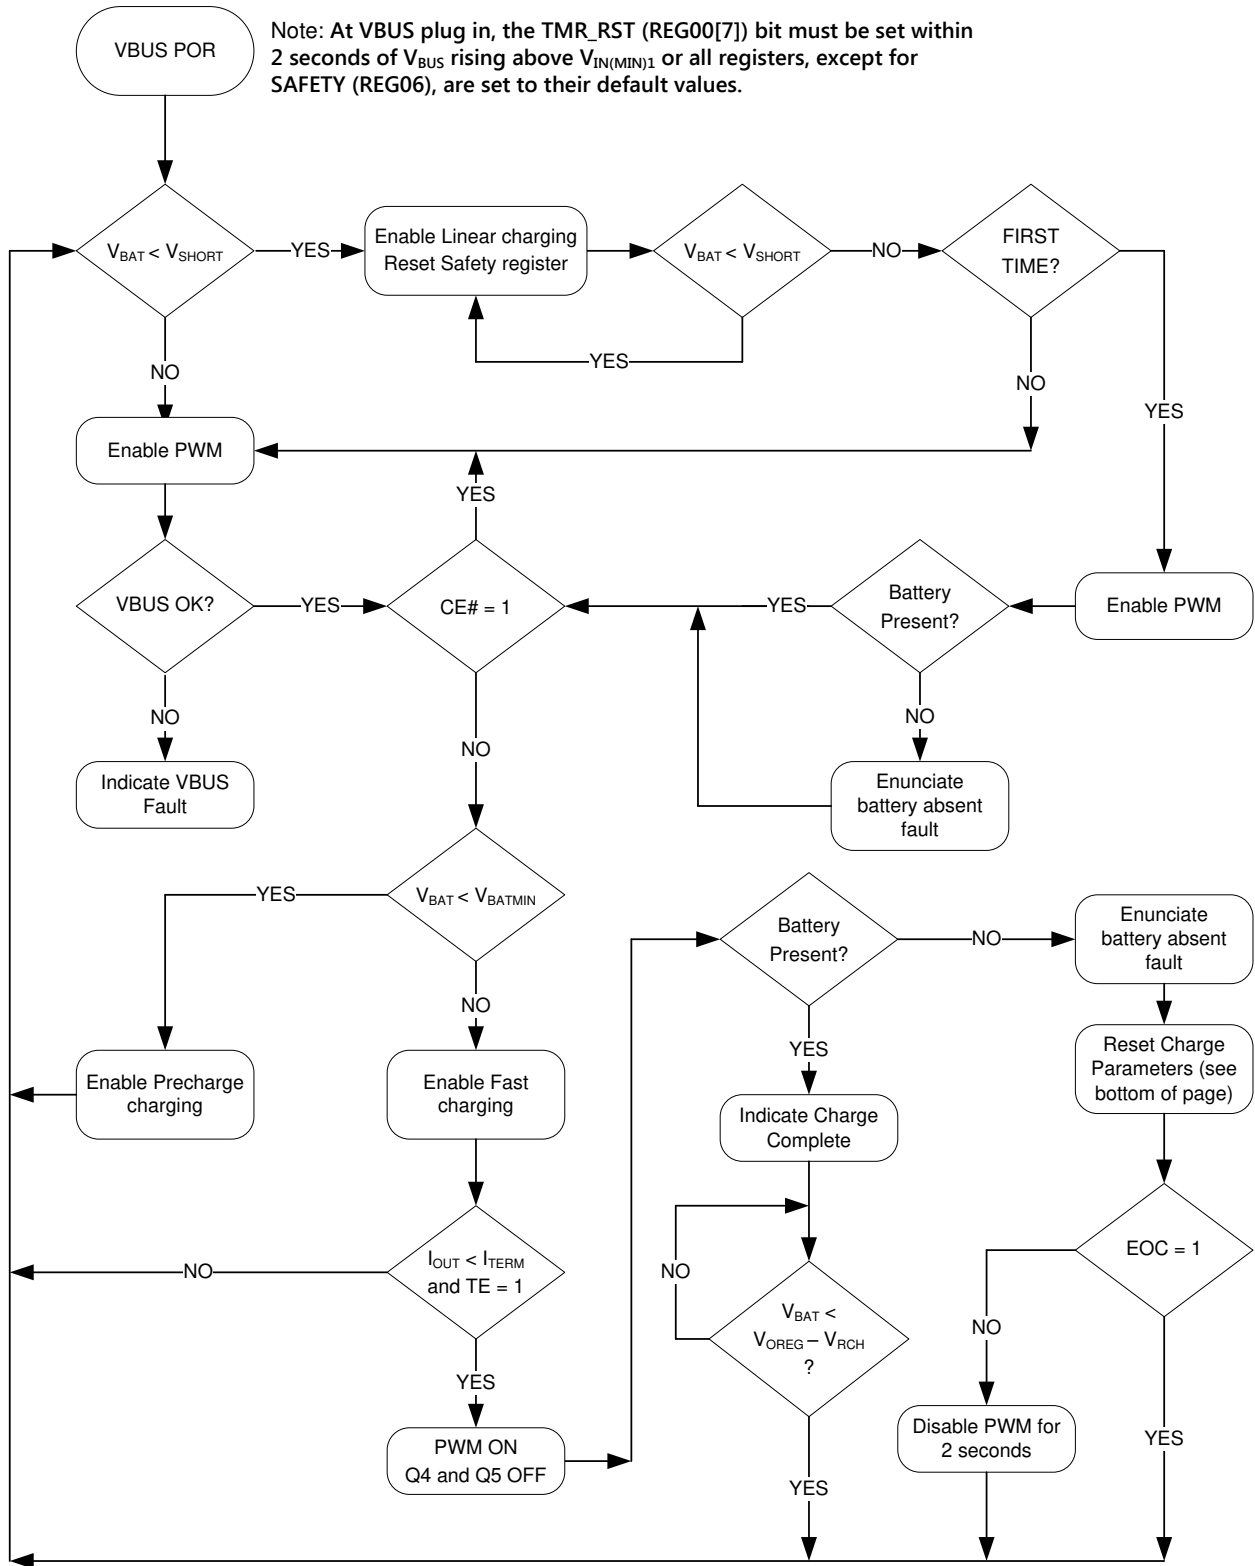 VBUS POR
Note: At VBUS plug in, the TMR_RST (REG00[7]) bit must be set within
2 seconds of VBUS rising above VIN(MIN)1 or all registers, except for
SAFETY (REG06), are set to their default values.
VBAT < VSHORT
YES
Enable Linear charging
Reset Safety register
VBAT < VSHORT
NO
FIRST
TIME?
YES
NO
NO
YES
Enable PWM
YES
VBUS OK?
YES
CE# = 1
YES
Battery
Present?
Enable PWM
NO
NO
NO
Indicate VBUS
Fault
Enunciate
battery absent
fault
YES
VBAT < VBATMIN
Battery
Present?
NO
Enunciate
battery absent
fault
NO
YES
Enable Precharge
charging
Enable Fast
charging
Indicate Charge
Complete
Reset Charge
Parameters (see
bottom of page)
NO
IOUT < ITERM
and TE = 1
NO
VBAT <
VOREG – VRCH
?
EOC = 1
NO
YES
PWM ON
Q4 and Q5 OFF
YES
Disable PWM for
2 seconds
YES